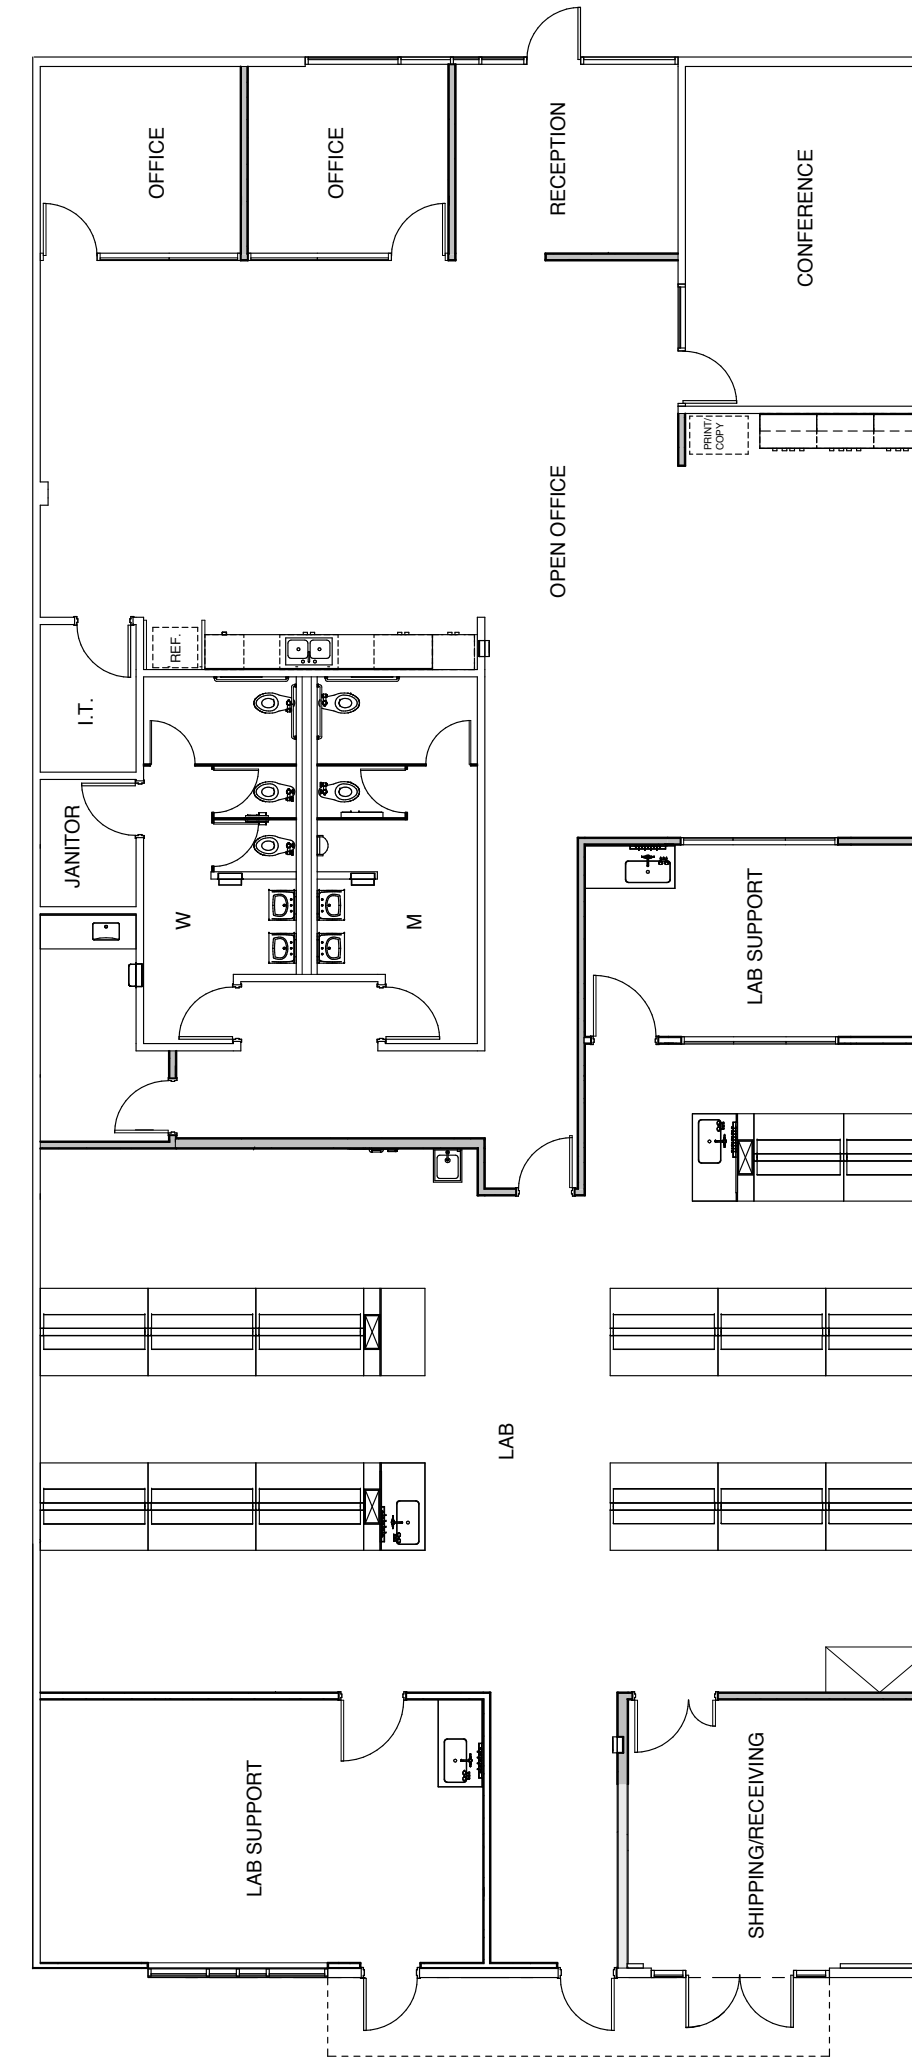 OFFICE
OFFICE
RECEPTION
CONFERENCE
PRINT/
COPY
OPEN OFFICE
REF.
I.T.
JANITOR
W
M
LAB SUPPORT
LAB
LAB SUPPORT
SHIPPING/RECEIVING